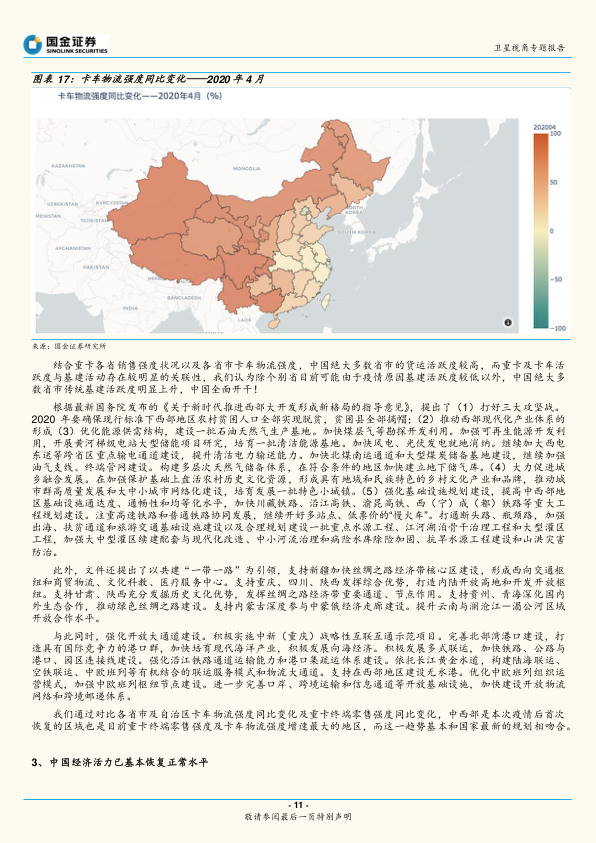 国金证券
SINOLINK SECURITIES
卫星视角专题报告
图表 17：卡车物流强度同比变化——2020 年 4 月
卡车物流强度同比变化——2020年4月（%）
202004
100
50
0
−50
−100
KAZAKHSTAN
MONGOLIA
UZBEKISTAN
KYRGYZSTAN
TAJIKISTAN
AFGHANISTAN
PAKISTAN
INDIA
BANGLADESH
LAOS
NORTH KOREA
SOUTH KOREA
来源：国金证券研究所
结合重卡各省销售强度状况以及各省市卡车物流强度，中国绝大多数省市的货运活跃度较高，而重卡及卡车活
跃度与基建活动存在较明显的关联性，我们认为除个别省目前可能由于疫情原因基建活跃度较低以外，中国绝大多
数省市传统基建活跃度明显上升，中国全面开干！
根据最新国务院发布的《关于新时代推进西部大开发形成新格局的指导意见》，提出了（1）打好三大攻坚战。
2020 年要确保现行标准下西部地区农村贫困人口全部实现脱贫，贫困县全部摘帽；（2）推动西部现代化产业体系的
形成（3）优化能源供需结构，建设一批石油天然气生产基地。加快煤层气等勘探开发利用。加强可再生能源开发利
用，开展黄河梯级电站大型储能项目研究，培育一批清洁能源基地。加快风电、光伏发电就地消纳。继续加大西电
东送等跨省区重点输电通道建设，提升清洁电力输送能力。加快北煤南运通道和大型煤炭储备基地建设，继续加强
油气支线、终端管网建设。构建多层次天然气储备体系，在符合条件的地区加快建立地下储气库。（4）大力促进城
乡融合发展。在加强保护基础上盘活农村历史文化资源，形成具有地域和民族特色的乡村文化产业和品牌，推动城
市群高质量发展和大中小城市网络化建设，培育发展一批特色小城镇。（5）强化基础设施规划建设，提高中西部地
区基础设施通达度、通畅性和均等化水平，加快川藏铁路、沿江高铁、渝昆高铁、西（宁）成（都）铁路等重大工
程规划建设。注重高速铁路和普通铁路协同发展，继续开好多站点、低票价的“慢火车”。打通断头路、瓶颈路，加强
出海、扶贫通道和旅游交通基础设施建设以及合理规划建设一批重点水源工程、江河湖泊骨干治理工程和大型灌区
工程，加强大中型灌区续建配套与现代化改造、中小河流治理和病险水库除险加固、抗旱水源工程建设和山洪灾害
防治。
此外，文件还提出了以共建“一带一路”为引领，支持新疆加快丝绸之路经济带核心区建设，形成西向交通枢
纽和商贸物流、文化科教、医疗服务中心。支持重庆、四川、陕西发挥综合优势，打造内陆开放高地和开发开放枢
纽。支持甘肃、陕西充分发掘历史文化优势，发挥丝绸之路经济带重要通道、节点作用。支持贵州、青海深化国内
外生态合作，推动绿色丝绸之路建设。支持内蒙古深度参与中蒙俄经济走廊建设。提升云南与澜沧江－湄公河区域
开放合作水平。
与此同时，强化开放大通道建设。积极实施中新（重庆）战略性互联互通示范项目。完善北部湾港口建设，打
造具有国际竞争力的港口群，加快培育现代海洋产业，积极发展向海经济。积极发展多式联运，加快铁路、公路与
港口、园区连接线建设。强化沿江铁路通道运输能力和港口集疏运体系建设。依托长江黄金水道，构建陆海联运、
空铁联运、中欧班列等有机结合的联运服务模式和物流大通道。支持在西部地区建设无水港。优化中欧班列组织运
营模式，加强中欧班列枢纽节点建设。进一步完善口岸、跨境运输和信息通道等开放基础设施，加快建设开放物流
网络和跨境邮递体系。
我们通过对比各省市及自治区卡车物流强度同比变化及重卡终端零售强度同比变化，中西部是本次疫情后首次
恢复的区域也是目前重卡终端零售强度及卡车物流强度增速最大的地区，而这一趋势基本和国家最新的规划相吻合。
3、中国经济活力已基本恢复正常水平
- 11 -
敬请参阅最后一页特别声明